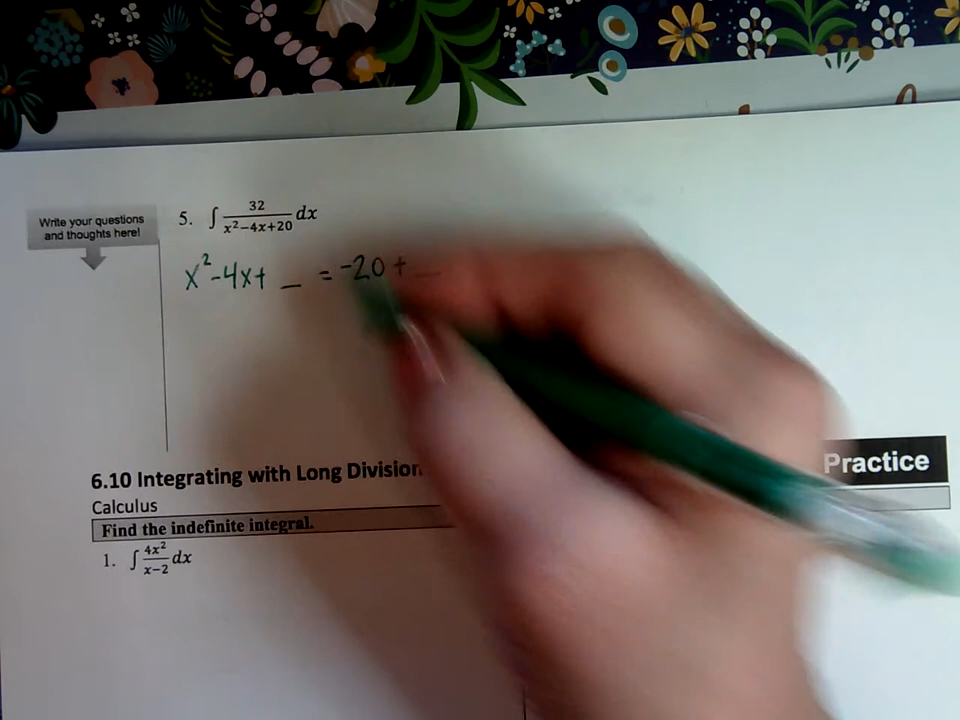 Write your questions
and thoughts here!
5. ∫ 32 / x²−4x+20 dx
x²-4x+ _ = -20 + _
6.10 Integrating with Long Division
Practice
Calculus
Find the indefinite integral.
1. ∫ 4x² / x−2 dx